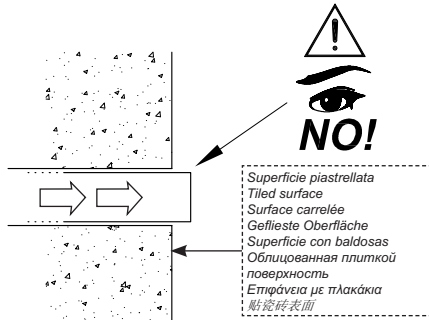 NO!
Superficie piastrellata
Tiled surface
Surface carrelée
Geflieste Oberfläche
Superficie con baldosas
Облицованная плиткой
поверхность
Επιφάνεια με πλακάκια
贴瓷砖表面